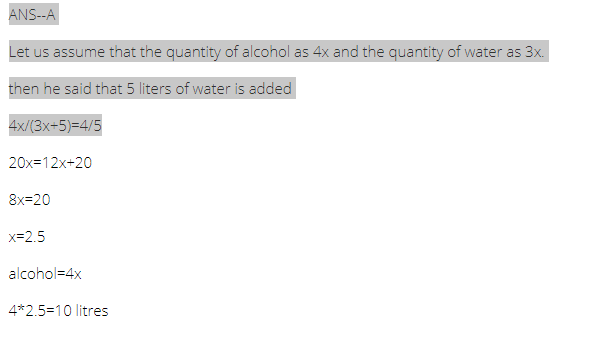 ANS--A
Let us assume that the quantity of alcohol as 4x and the quantity of water as 3x.
then he said that 5 liters of water is added
4x/(3x+5)=4/5
20x=12x+20
8x=20
x=2.5
alcohol=4x
4*2.5=10 litres